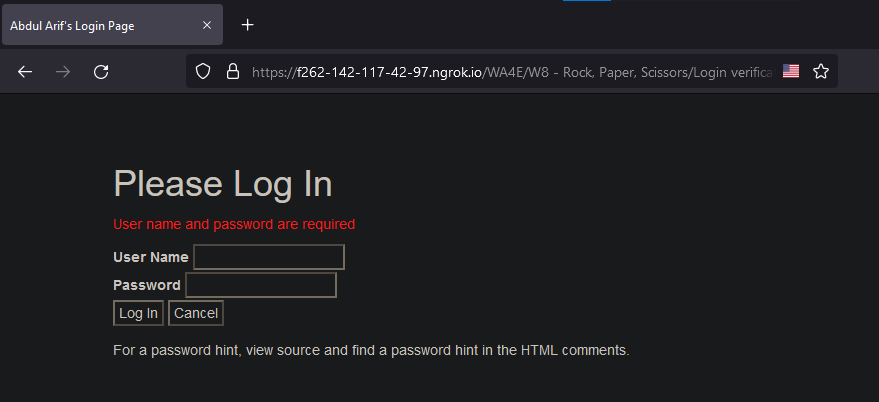 Abdul Arif's Login Page
https://f262-142-117-42-97.ngrok.io/WA4E/W8 - Rock, Paper, Scissors/Login verifica
Please Log In
User name and password are required
User Name
Password
Log In Cancel
For a password hint, view source and find a password hint in the HTML comments.